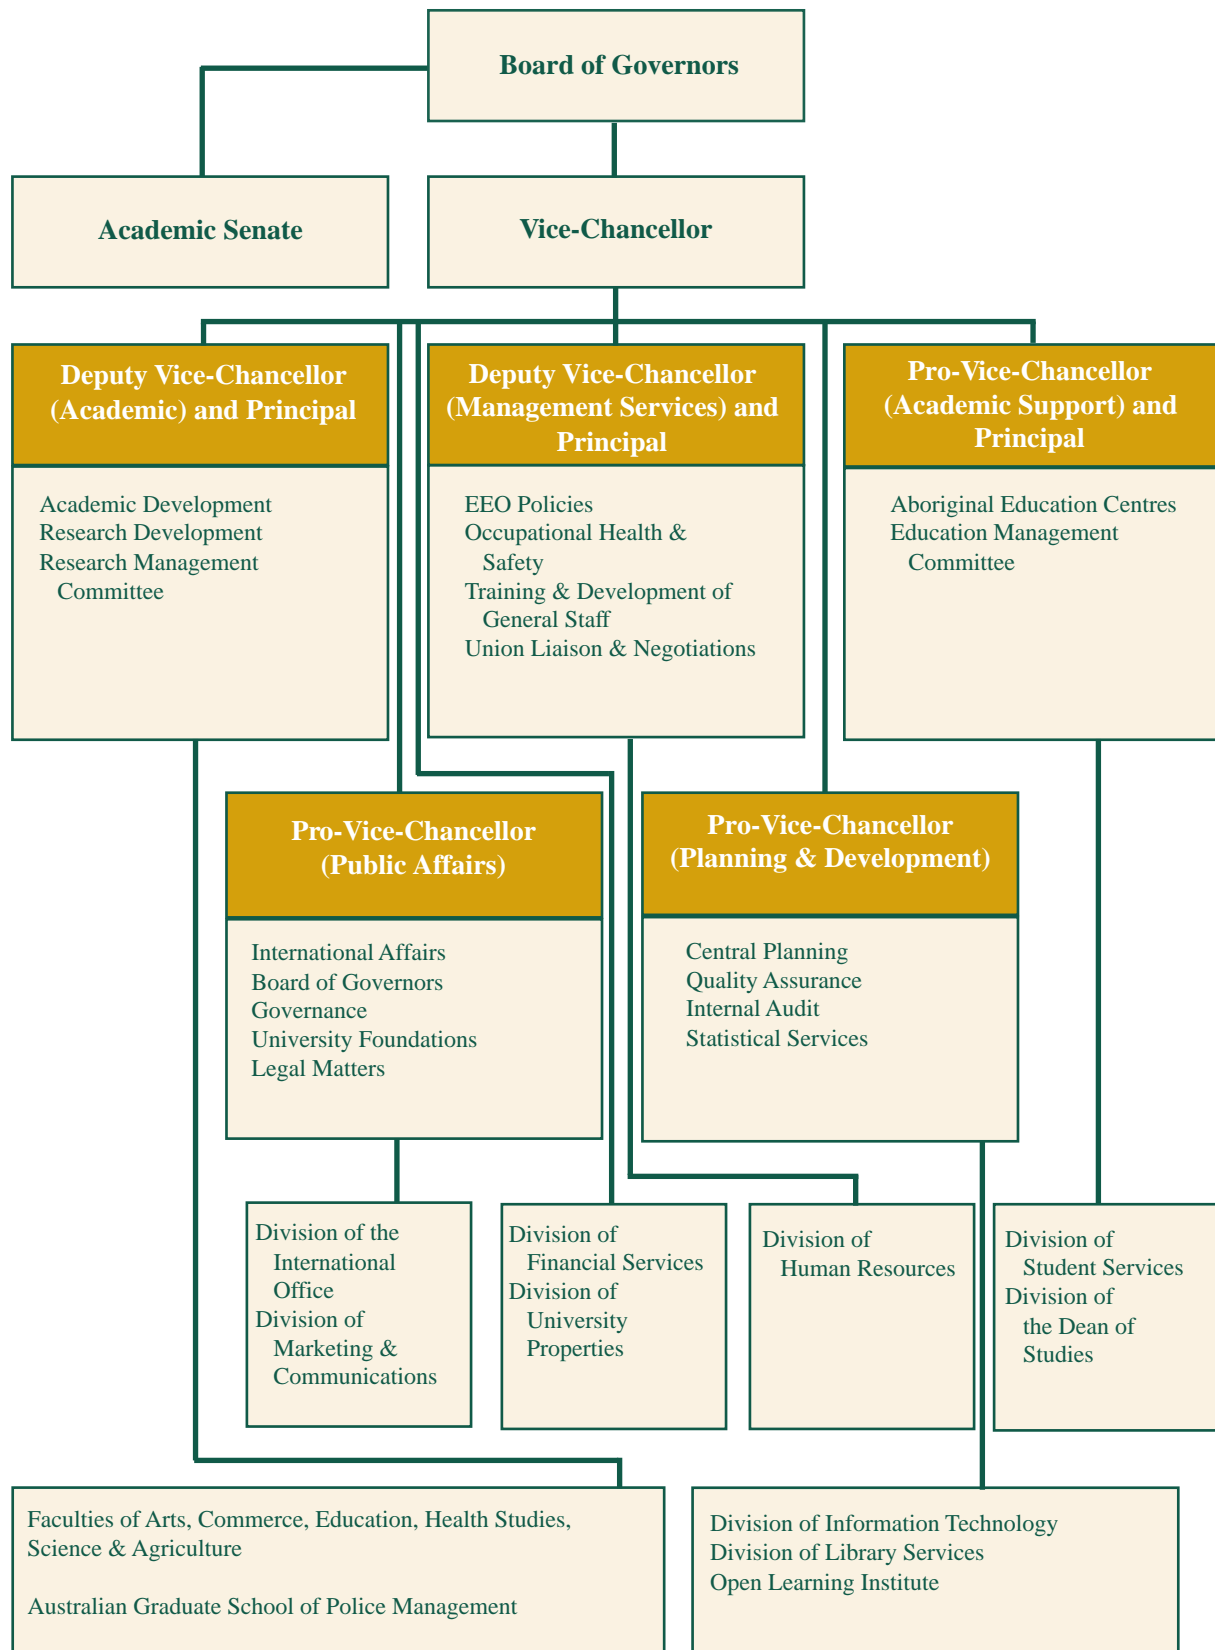 Board of Governors
Academic Senate
Vice-Chancellor
Deputy Vice-Chancellor
(Academic) and Principal
Academic Development
Research Development
Research Management
Committee
Deputy Vice-Chancellor
(Management Services) and
Principal
EEO Policies
Occupational Health &
Safety
Training & Development of
General Staff
Union Liaison & Negotiations
Pro-Vice-Chancellor
(Academic Support) and
Principal
Aboriginal Education Centres
Education Management
Committee
Pro-Vice-Chancellor
(Public Affairs)
International Affairs
Board of Governors
Governance
University Foundations
Legal Matters
Pro-Vice-Chancellor
(Planning & Development)
Central Planning
Quality Assurance
Internal Audit
Statistical Services
Division of the
International
Office
Division of
Marketing &
Communications
Division of
Financial Services
Division of
University
Properties
Division of
Human Resources
Division of
Student Services
Division of
the Dean of
Studies
Faculties of Arts, Commerce, Education, Health Studies,
Science & Agriculture
Australian Graduate School of Police Management
Division of Information Technology
Division of Library Services
Open Learning Institute